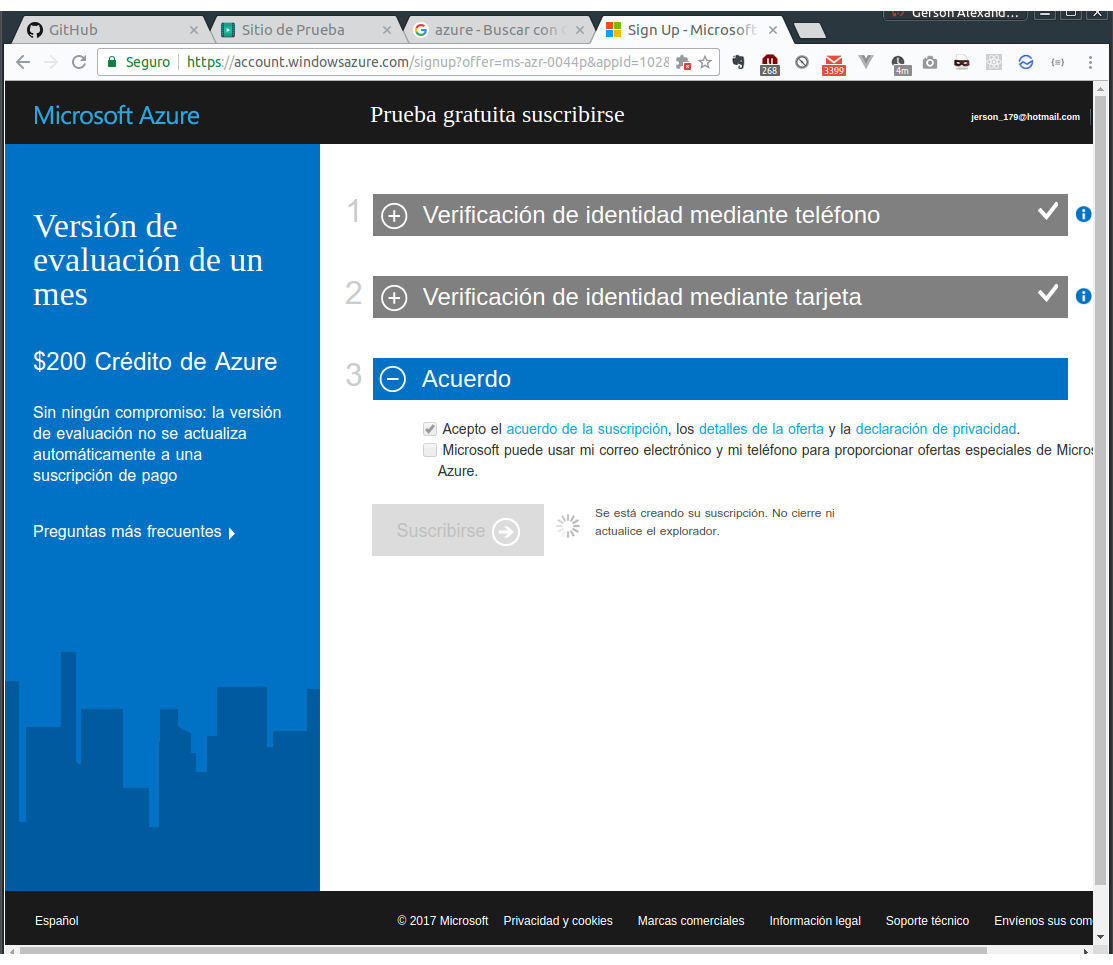 Gerson Alexand...
GitHub
Sitio de Prueba
azure - Buscar con
Sign Up - Microsoft
Seguro
https://account.windowsazure.com/signup?offer=ms-azr-0044p&appId=102
268
3399
4m
Microsoft Azure
Prueba gratuita suscribirse
jerson_179@hotmail.com
Versión de
evaluación de un
mes
$200 Crédito de Azure
Sin ningún compromiso: la versión
de evaluación no se actualiza
automáticamente a una
suscripción de pago
Preguntas más frecuentes
1 Verificación de identidad mediante teléfono
2 Verificación de identidad mediante tarjeta
3 Acuerdo
Acepto el acuerdo de la suscripción, los detalles de la oferta y la declaración de privacidad.
Microsoft puede usar mi correo electrónico y mi teléfono para proporcionar ofertas especiales de Micros
Azure.
Suscribirse
Se está creando su suscripción. No cierre ni
actualice el explorador.
Español
© 2017 Microsoft
Privacidad y cookies
Marcas comerciales
Información legal
Soporte técnico
Envíenos sus com